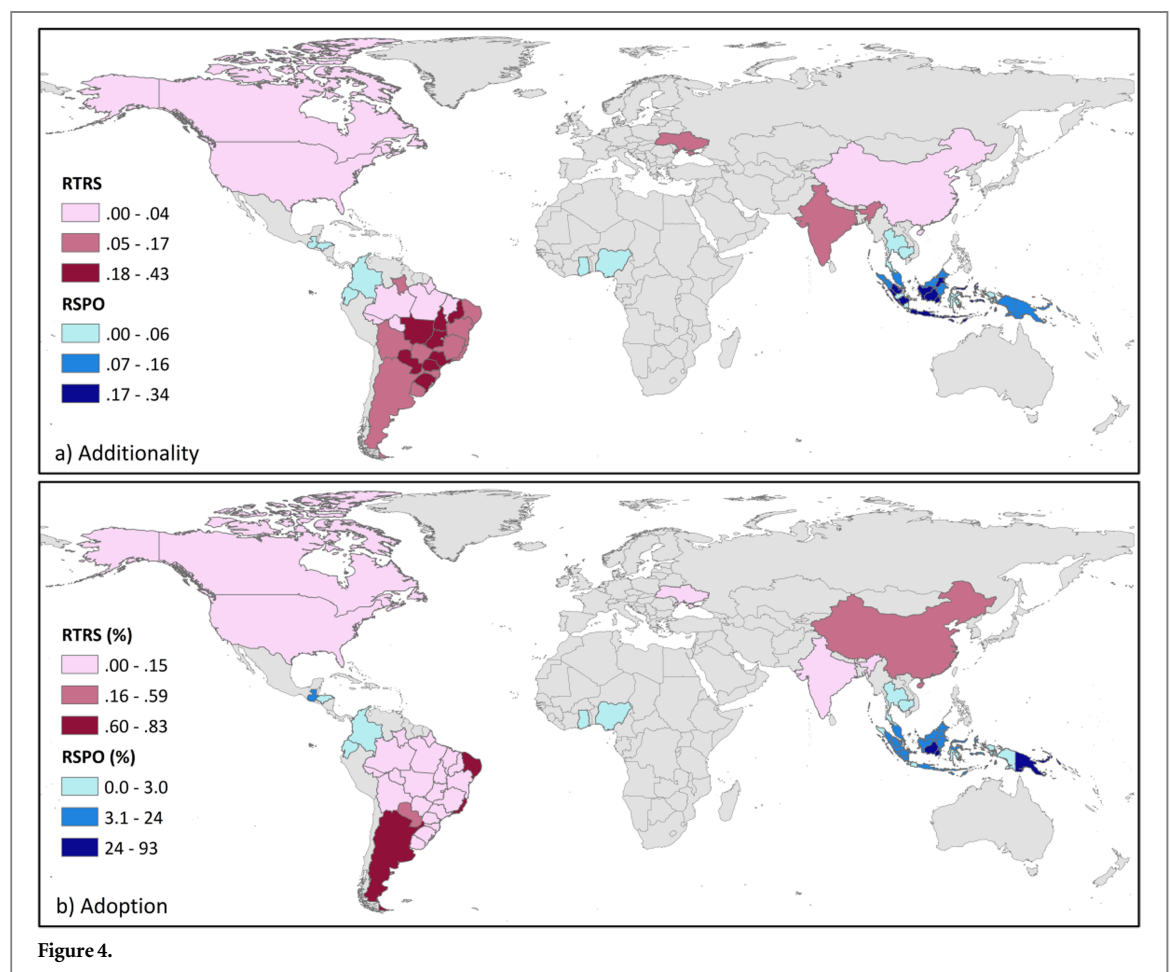 RTRS
.00 - .04
.05 - .17
.18 - .43
RSPO
.00 - .06
.07 - .16
.17 - .34
a) Additionality
RTRS (%)
.00 - .15
.16 - .59
.60 - .83
RSPO (%)
0.0 - 3.0
3.1 - 24
24 - 93
b) Adoption
Figure 4.